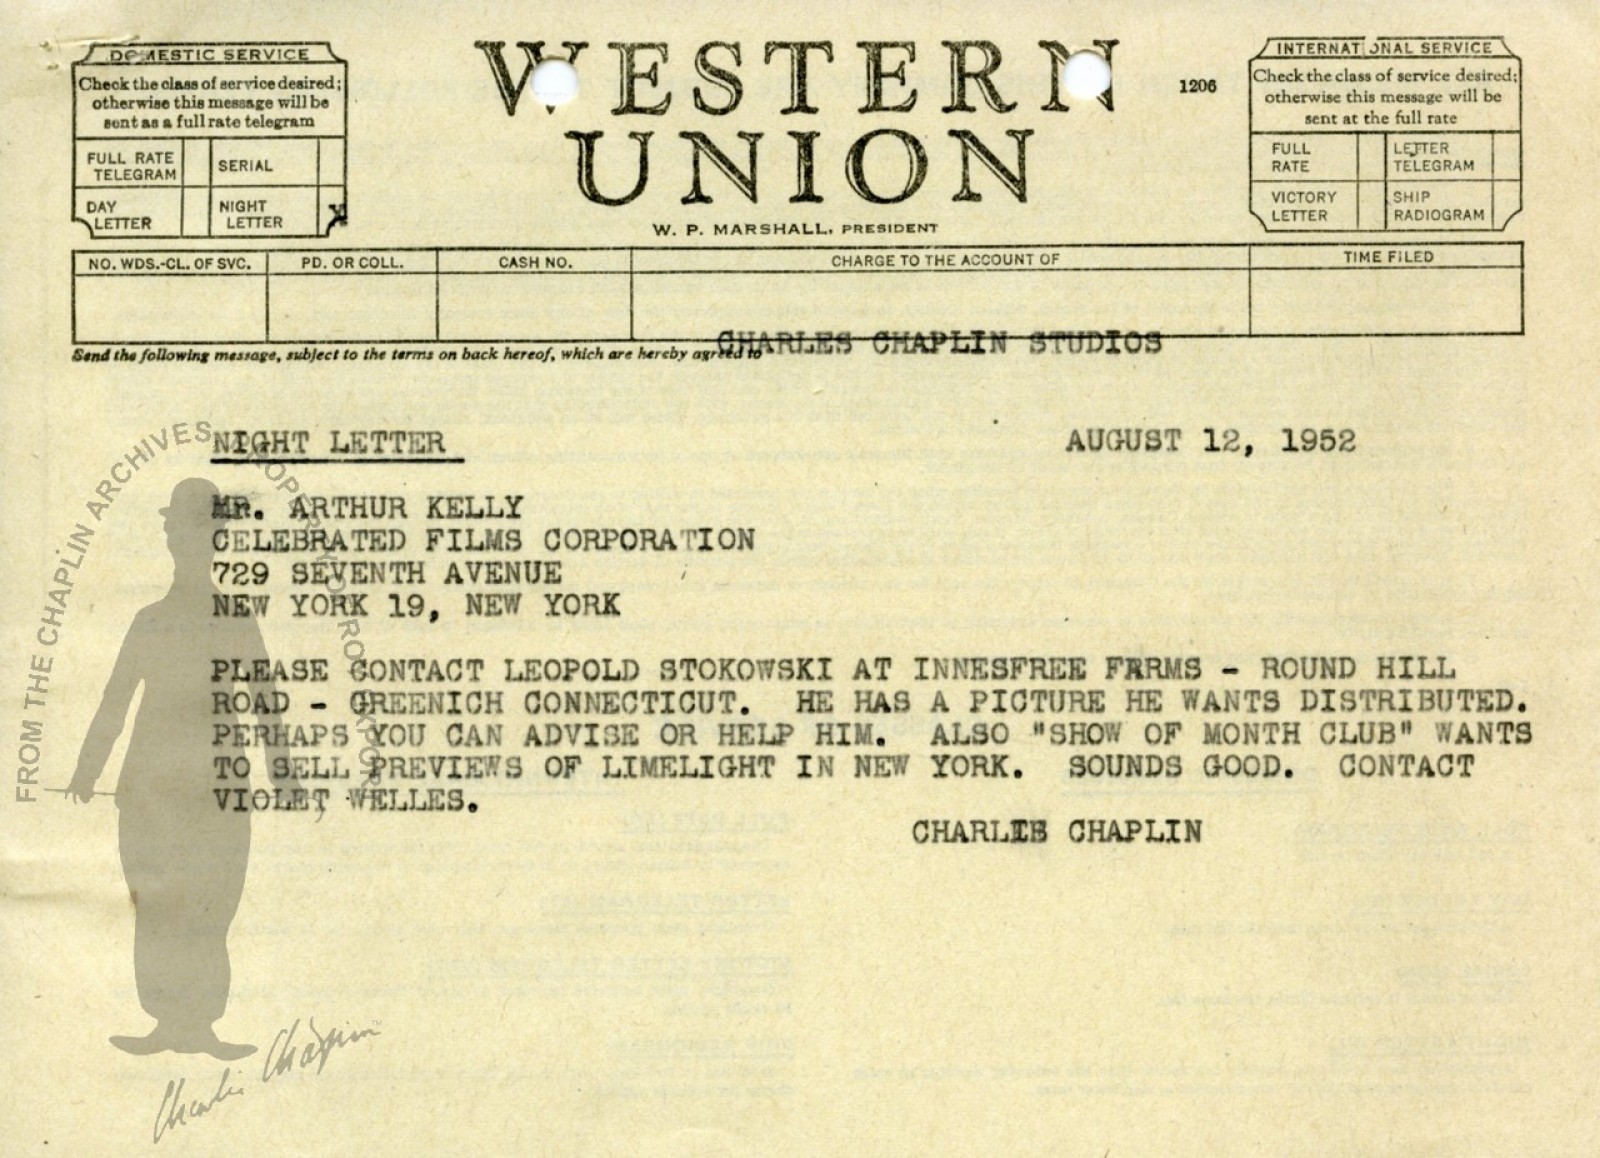 DOMESTIC SERVICE
Check the class of service desired;
otherwise this message will be
sent as a full rate telegram
FULL RATE
TELEGRAM
SERIAL
DAY
LETTER
NIGHT
LETTER
X
WESTERN
UNION
W. P. MARSHALL, PRESIDENT
1206
INTERNATIONAL SERVICE
Check the class of service desired;
otherwise this message will be
sent at the full rate
FULL
RATE
LETTER
TELEGRAM
VICTORY
LETTER
SHIP
RADIOGRAM
NO. WDS.-CL. OF SVC.
PD. OR COLL.
CASH NO.
CHARGE TO THE ACCOUNT OF
TIME FILED
CHARLES CHAPLIN STUDIOS
Send the following message, subject to the terms on back hereof, which are hereby agreed to
NIGHT LETTER
AUGUST 12, 1952
MR. ARTHUR KELLY
CELEBRATED FILMS CORPORATION
729 SEVENTH AVENUE
NEW YORK 19, NEW YORK
PLEASE CONTACT LEOPOLD STOKOWSKI AT INNESFREE FARMS - ROUND HILL
ROAD - GREENICH CONNECTICUT. HE HAS A PICTURE HE WANTS DISTRIBUTED.
PERHAPS YOU CAN ADVISE OR HELP HIM. ALSO "SHOW OF MONTH CLUB" WANTS
TO SELL PREVIEWS OF LIMELIGHT IN NEW YORK. SOUNDS GOOD. CONTACT
VIOLET WELLES.
CHARLIE CHAPLIN
FROM THE CHAPLIN ARCHIVES
Charlie Chaplin